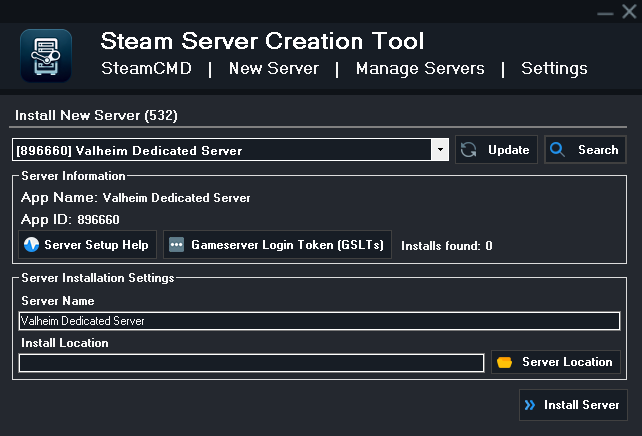 Steam Server Creation Tool
SteamCMD | New Server | Manage Servers | Settings
Install New Server (532)
[896660] Valheim Dedicated Server
Update
Search
Server Information
App Name: Valheim Dedicated Server
App ID: 896660
Server Setup Help
Gameserver Login Token (GSLTs)
Installs found: 0
Server Installation Settings
Server Name
Valheim Dedicated Server
Install Location
Server Location
Install Server